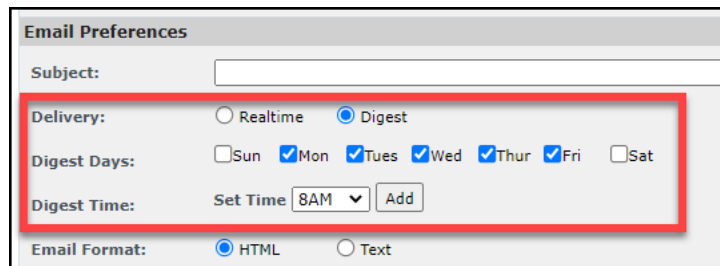 Email Preferences
Subject:
Delivery: Realtime Digest
Digest Days: Sun Mon Tues Wed Thur Fri Sat
Digest Time: Set Time 8AM Add
Email Format: HTML Text